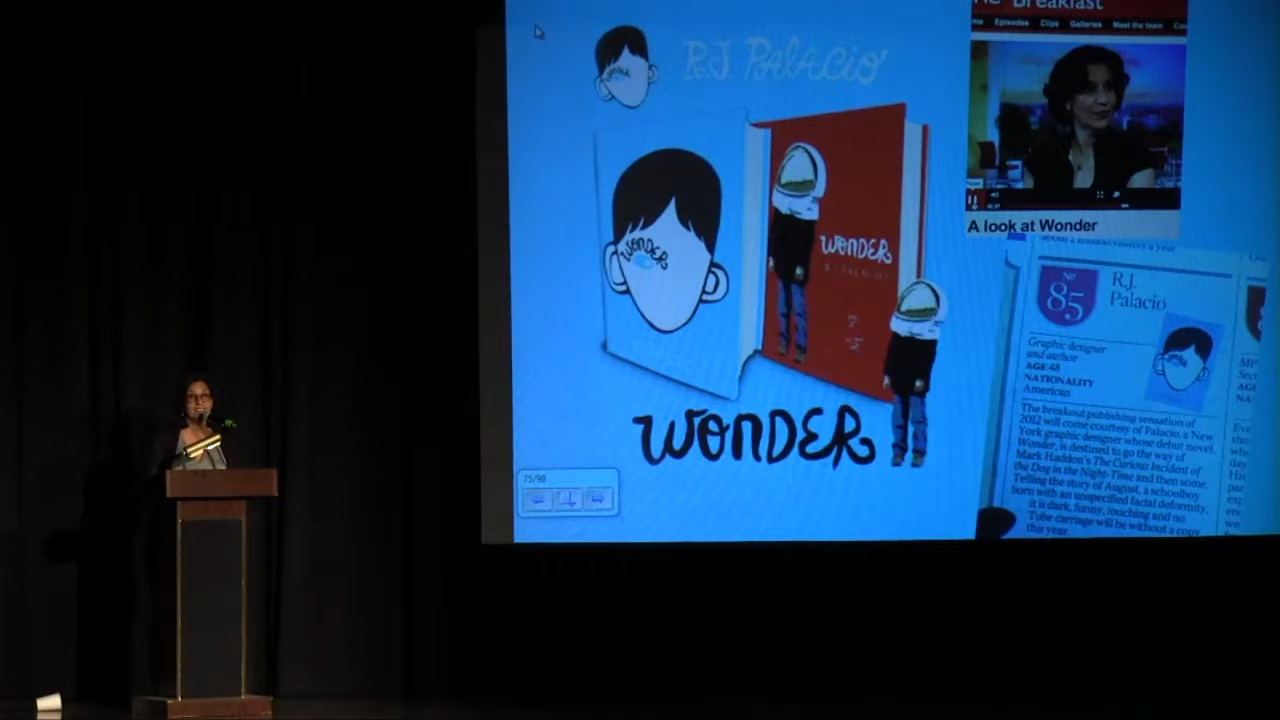 R.J. PALACIO
Breakfast
Episodes Clips Galleries Meet the team
A look at Wonder
WONDER
WONDER
WONDER
75/90
No
85
R.J.
Palacio
Graphic designer
and author
AGE 48
NATIONALITY
American
The breakout publishing sensation of
2012 will come courtesy of Palacio, a New
York graphic designer whose debut novel,
Wonder, is destined to go the way of
Mark Haddon's The Curious Incident of
the Dog in the Night-Time and then some.
Telling the story of August, a schoolboy
born with an unspecified facial deformity,
it is dark, funny, touching and no
Tube carriage will be without a copy
this year